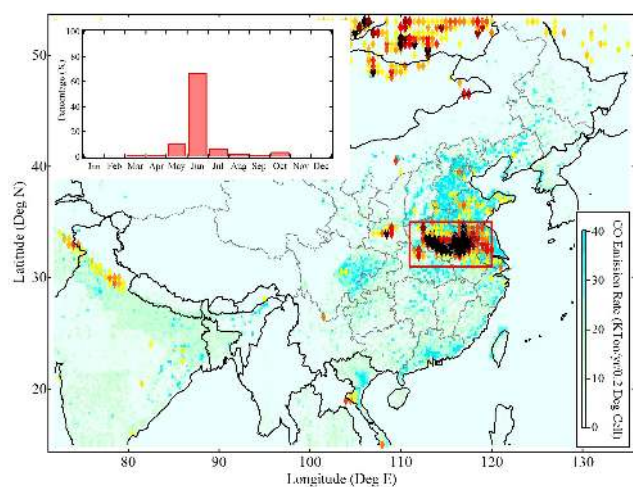 50
40
30
20
Latitude (Deg N)
100
80
60
40
20
0
Percentage (%)
Jan Feb Mar Apr May Jun Jul Aug Sep Oct Nov Dec
40
30
20
10
0
CO Emission Rate (KTon/yr/0.2 Deg Cell)
80 90 100 110 120 130
Longitude (Deg E)